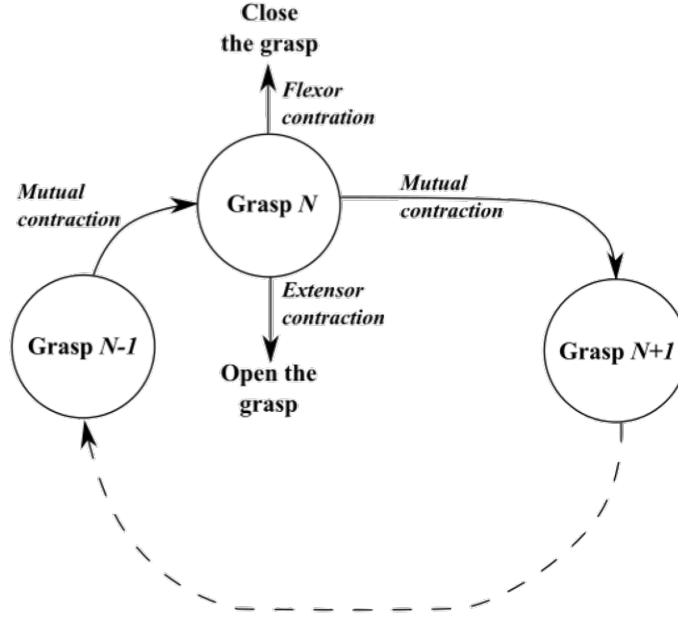 Close
the grasp
Flexor
contration
Mutual
contraction
Grasp N
Mutual
contraction
Extensor
contraction
Grasp N-1
Grasp N+1
Open the
grasp